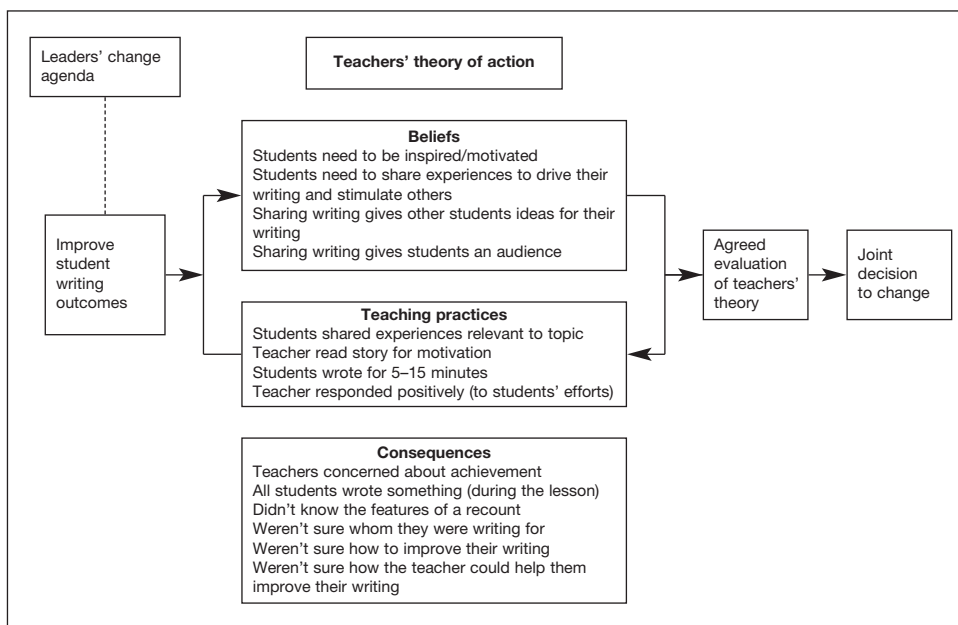 Leaders’ change
agenda
Teachers’ theory of action
Beliefs
Students need to be inspired/motivated
Students need to share experiences to drive their
writing and stimulate others
Sharing writing gives other students ideas for their
writing
Sharing writing gives students an audience
Improve
student
writing
outcomes
Agreed
evaluation
of teachers’
theory
Joint
decision
to change
Teaching practices
Students shared experiences relevant to topic
Teacher read story for motivation
Students wrote for 5–15 minutes
Teacher responded positively (to students’ efforts)
Consequences
Teachers concerned about achievement
All students wrote something (during the lesson)
Didn’t know the features of a recount
Weren’t sure whom they were writing for
Weren’t sure how to improve their writing
Weren’t sure how the teacher could help them
improve their writing